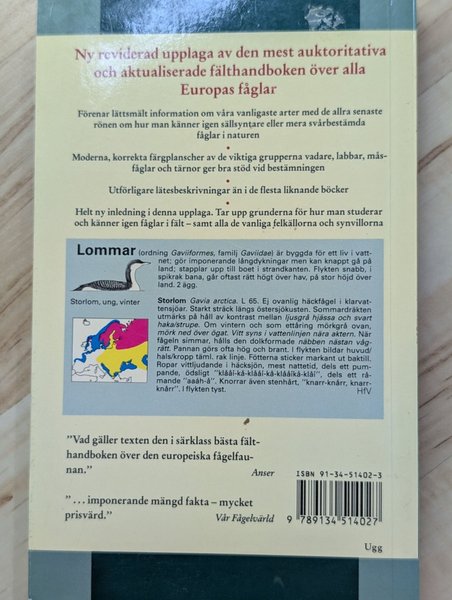 Ny reviderad upplaga av den mest auktoritativa
och aktualiserade fälthandboken över alla
Europas fåglar
Förenar lättsmält information om våra vanligaste arter med de allra senaste
rönen om hur man känner igen sällsyntare eller mera svårbestämda
fåglar i naturen
Moderna, korrekta färgplanscher av de viktiga grupperna vadare, labbar, mås-
fåglar och tärnor ger bra stöd vid bestämningen
Utförligare lätesbeskrivningar än i de flesta liknande böcker
Helt ny inledning i denna upplaga. Tar upp grunderna för hur man studerar
och känner igen fåglar i fält – samt alla de vanliga felkällorna och synvillorna
Lommar (ordning Gaviiformes, familj Gaviidae) är byggda för ett liv i vatt-
net; gör imponerande långdykningar men kan knappt gå på
land; stapplar upp till boet i strandkanten. Flykten snabb, i
spikrak bana, går oftast rätt högt över hav, på stor höjd över
land. 2 ägg.
Storlom, ung, vinter
Storlom Gavia arctica. L 65. Ej ovanlig häckfågel i klarvat-
tensjöar. Starkt sträck längs östersjökusten. Sommardräkten
utmärks på håll av kontrast mellan ljusgrå hjässa och svart
haka/strupe. Om vintern och som ettåring mörkgrå ovan,
mörk ned över ögat. Vitt syns i vattenlinjen nära aktern. När
fågeln simmar, hålls den dolkformade näbben nästan våg-
rätt. Pannan görs ofta hög och brant. I flykten bildar huvud/
hals/kropp täml. rak linje. Fötterna sticker markant ut baktill.
Ropar vittljudande i häcksjön, mest nattetid, dels ett pum-
pande, ödsligt "klåål-kå-klåål-kå-klåålkå-klål", dels ett rå-
mande "aaåh-å". Knorrar även stenhårt, "knarr-knårr, knarr-
knårr". I flykten tyst.
HfV
”Vad gäller texten den i särklass bästa fält-
handboken över den europeiska fågelfau-
nan.”
Anser
”... imponerande mängd fakta – mycket
prisvärd.”
Vår Fågelvärld
ISBN 91-34-51402-3
9 789134 514027
Ugg